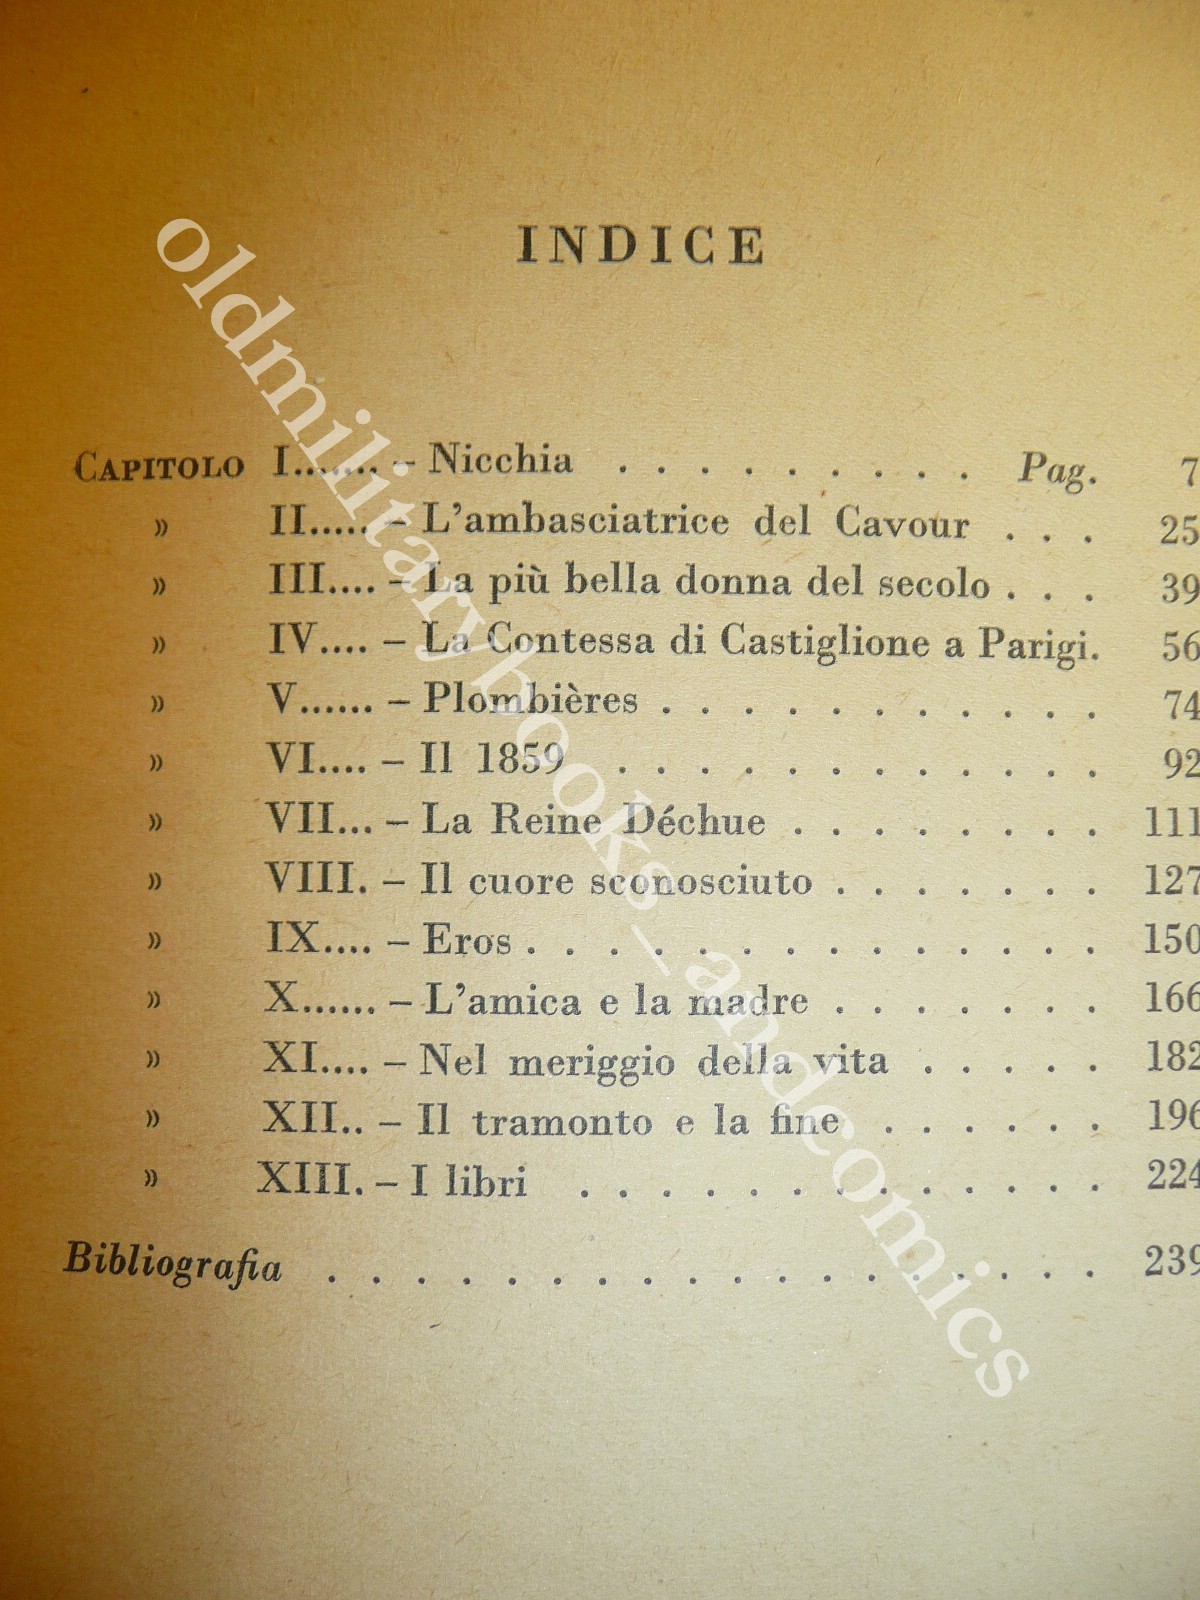 INDICE
CAPITOLO I....... – Nicchia . . . . . . . . . Pag. 7
» II..... – L'ambasciatrice del Cavour . . . 25
» III.... – La più bella donna del secolo . . . 39
» IV.... – La Contessa di Castiglione a Parigi. 56
» V...... – Plombières . . . . . . . . . . . 74
» VI.... – Il 1859 . . . . . . . . . . . . 92
» VII... – La Reine Déchue . . . . . . . . 111
» VIII. – Il cuore sconosciuto . . . . . . . 127
» IX.... – Eros . . . . . . . . . . . . . . 150
» X...... – L'amica e la madre . . . . . . . 166
» XI.... – Nel meriggio della vita . . . . . 182
» XII.. – Il tramonto e la fine . . . . . . 196
» XIII. – I libri . . . . . . . . . . . . . 224
Bibliografia . . . . . . . . . . . . . . . . . . 239
oldmilitarybooks_andcomics